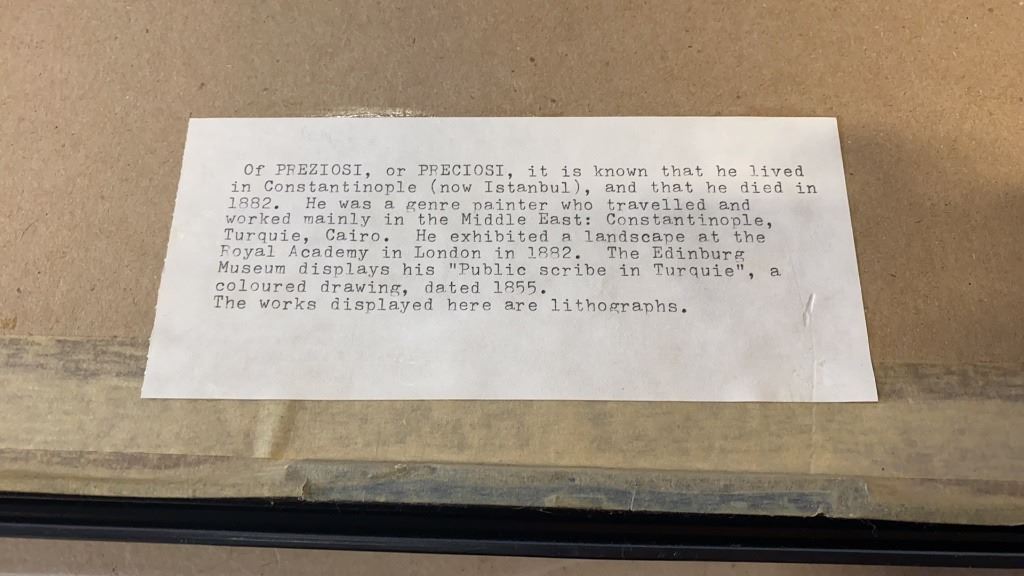 Of PREZIOSI, or PRECIOSI, it is known that he lived
in Constantinople (now Istanbul), and that he died in
1882. He was a genre painter who travelled and
worked mainly in the Middle East: Constantinople,
Turquie, Cairo. He exhibited a landscape at the
Royal Academy in London in 1882. The Edinburg
Museum displays his "Public scribe in Turquie", a
coloured drawing, dated 1855.
The works displayed here are lithographs.